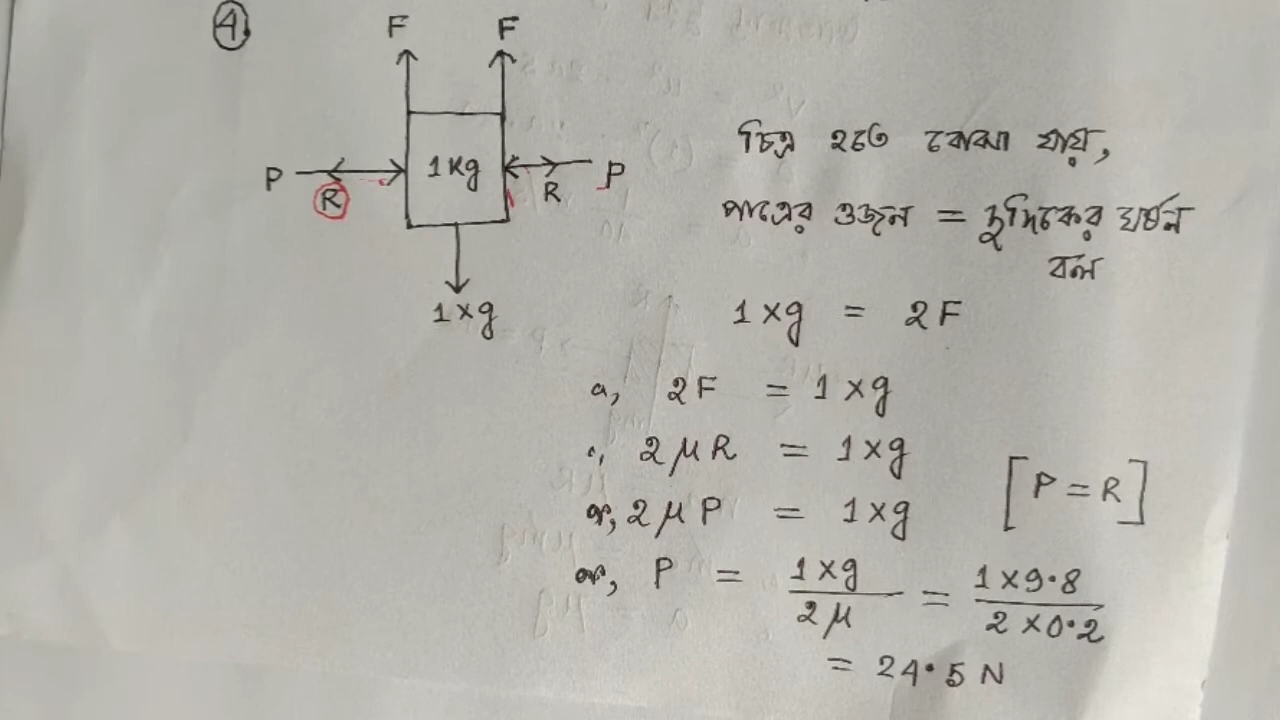 4
F F
P R 1kg R P
1×g
চিত্র হতে বোঝা যায়,
পাত্রের ওজন = দুদিকের ঘর্ষন
বল
1×g = 2F
2F = 1×g
2μR = 1×g
[P = R]
বা, 2μP = 1×g
বা, P = 1×g / 2μ = 1×9·8 / 2×0·2
= 24·5 N